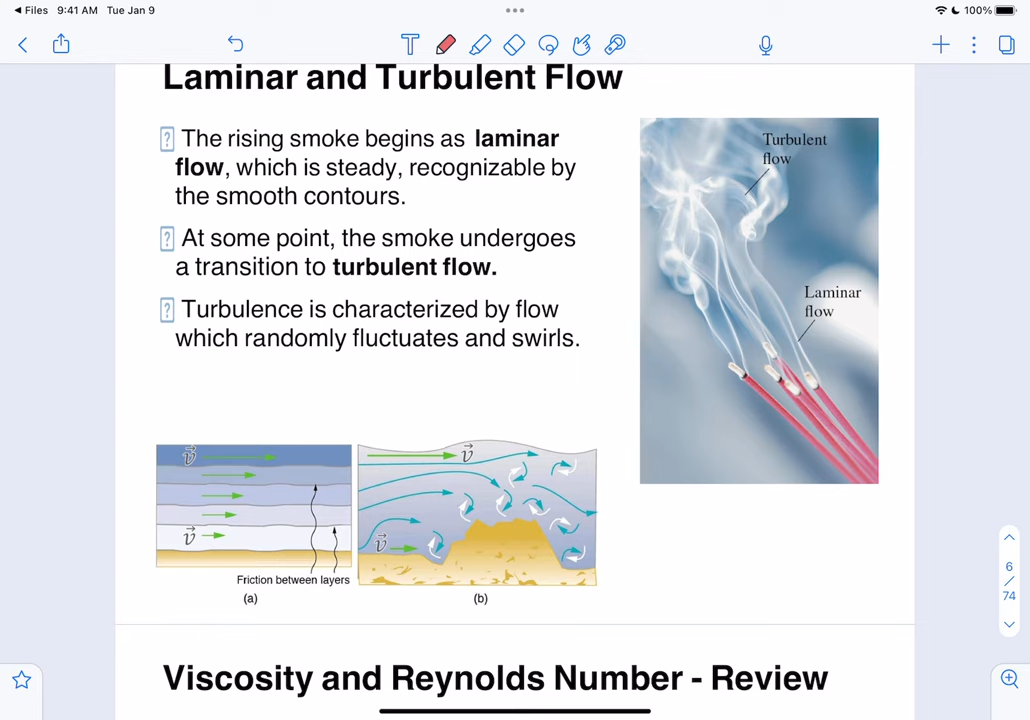 Files 9:41 AM Tue Jan 9
100%
T
Laminar and Turbulent Flow
? The rising smoke begins as laminar
flow, which is steady, recognizable by
the smooth contours.
? At some point, the smoke undergoes
a transition to turbulent flow.
? Turbulence is characterized by flow
which randomly fluctuates and swirls.
Turbulent
flow
Laminar
flow
v
v
Friction between layers
(a)
v
v
(b)
6
/
74
Viscosity and Reynolds Number - Review